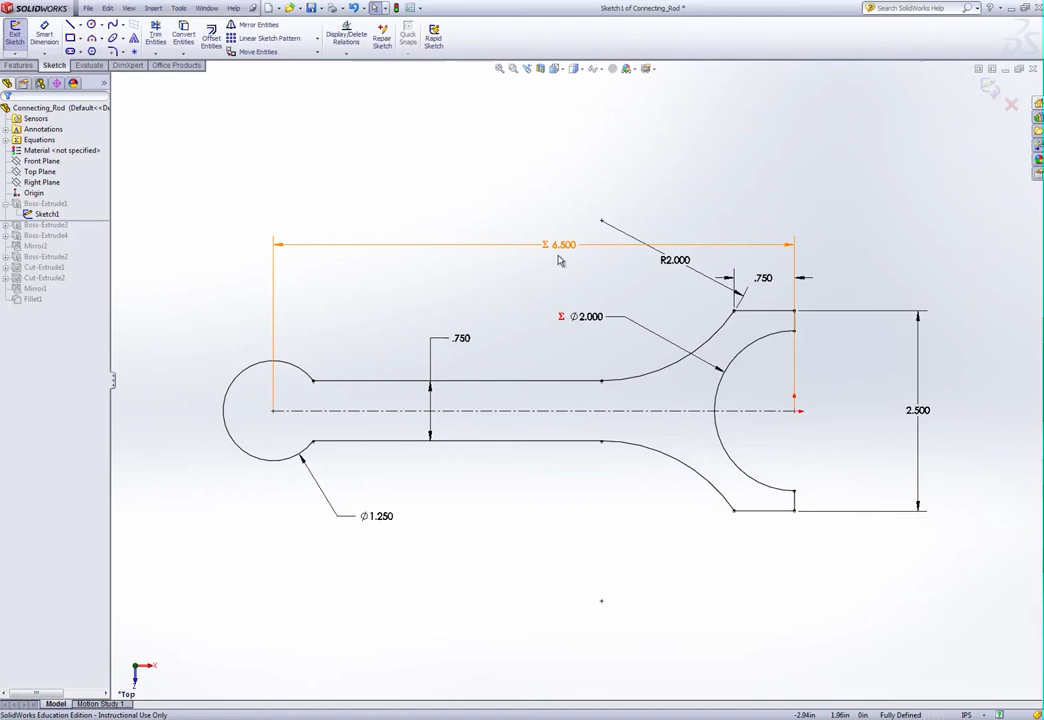 SOLIDWORKS File Edit View Insert Tools Window Help Sketch1 of Connecting_Rod * Search SolidWorks Help
Exit Sketch
Smart Dimension
Trim Entities
Convert Entities
Offset Entities
Mirror Entities
Linear Sketch Pattern
Move Entities
Display/Delete Relations
Repair Sketch
Quick Snaps
Rapid Sketch
Features Sketch Evaluate DimXpert Office Products
Connecting_Rod (Default<<De
Sensors
Annotations
Equations
Material <not specified>
Front Plane
Top Plane
Right Plane
Origin
Boss-Extrude1
Sketch1
Boss-Extrude3
Boss-Extrude4
Mirror2
Boss-Extrude2
Cut-Extrude1
Cut-Extrude2
Mirror1
Fillet1
Σ 6.500
R2.000
.750
Σ ∅2.000
.750
2.500
∅1.250
X
Z
*Top
Model Motion Study 1
SolidWorks Education Edition - Instructional Use Only -2.94in 1.96in 0in Fully Defined IPS